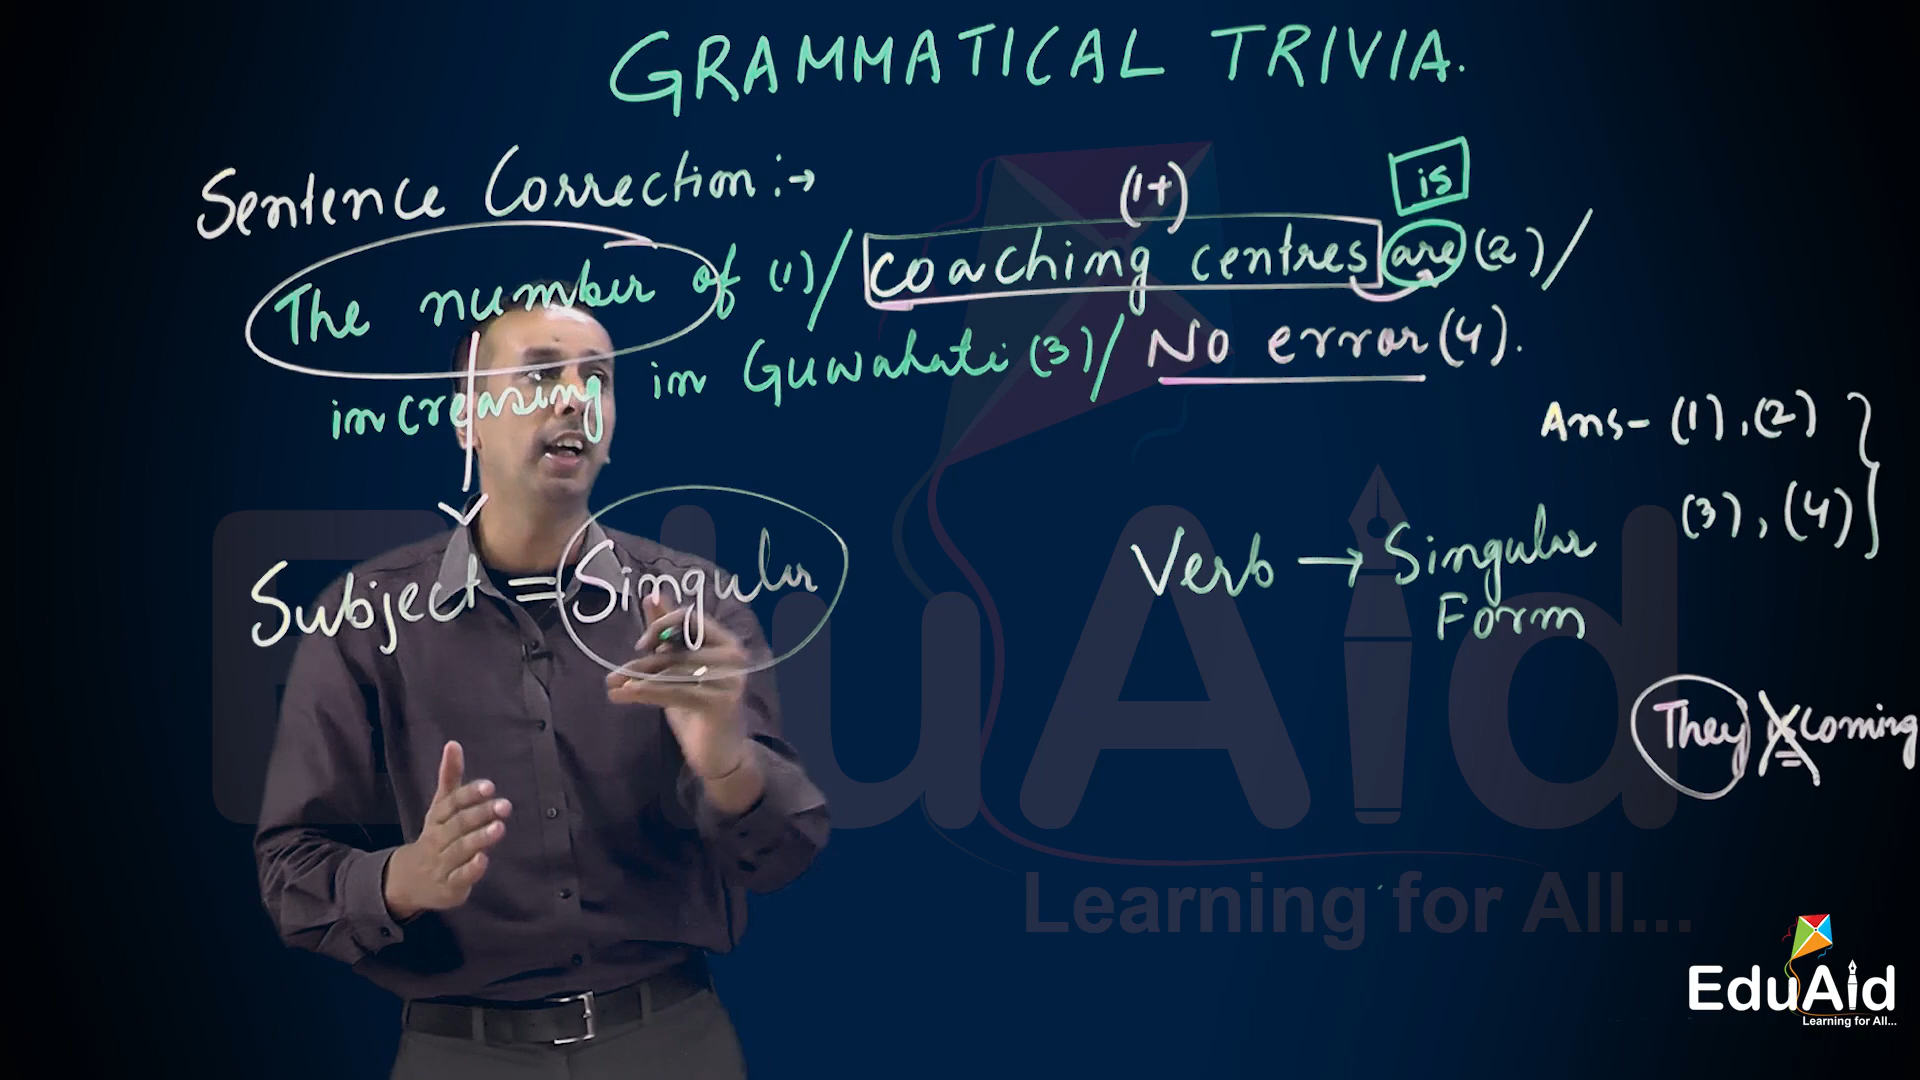 GRAMMATICAL TRIVIA.
Sentence Correction :→
(1+)
is
The number of (1) / coaching centres are (2) /
increasing in Guwahati (3) / No error (4).
Ans - (1), (2)
(3), (4)
Subject = Singular
Verb → Singular
Form
They is coming
EduAid
Learning for All...
EduAid
Learning for All...